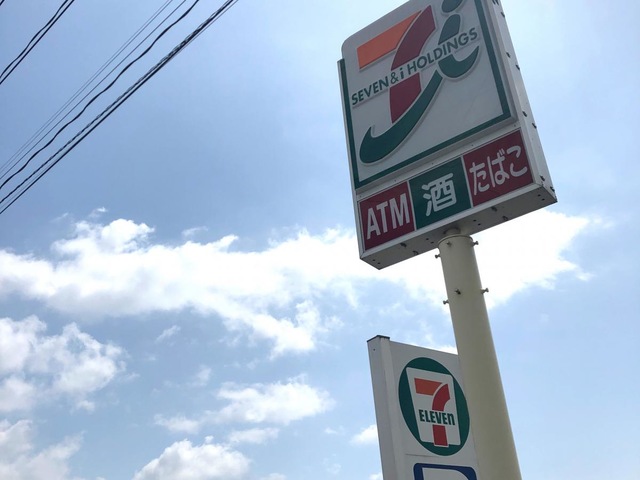 SEVEN&i HOLDINGS
ATM 酒 たばこ
7
ELEVEN
P